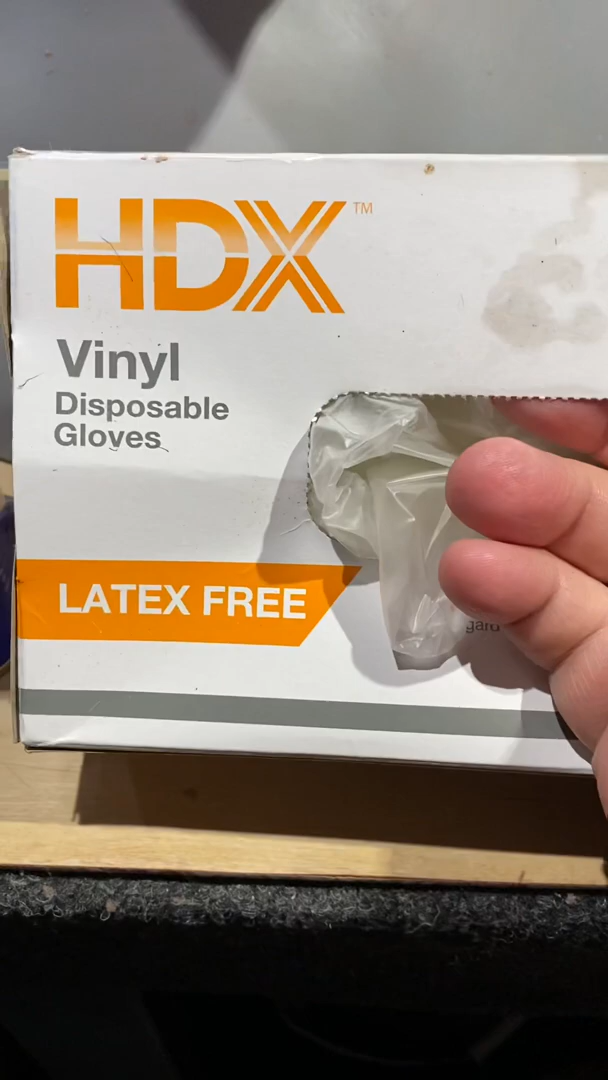 HDX™
Vinyl
Disposable
Gloves
LATEX FREE